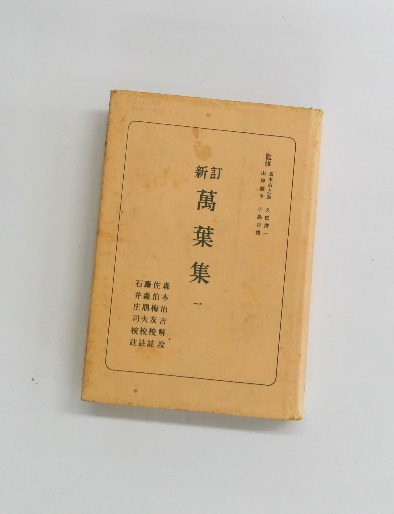 監修
新訂
萬葉集
一
森本治吉解説
佐伯梅友校註
藤森朋夫校註
石井庄司校註